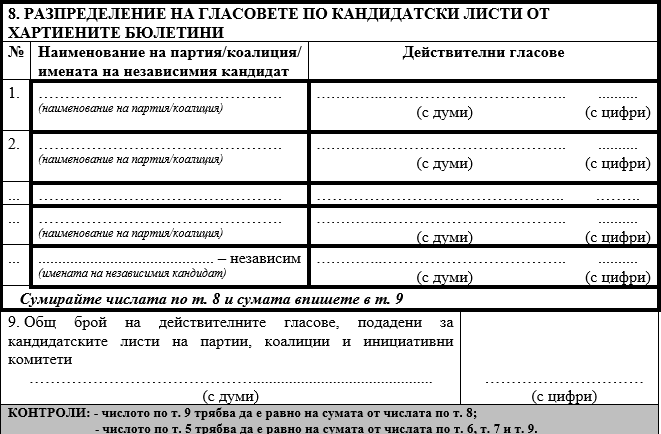 8. РАЗПРЕДЕЛЕНИЕ НА ГЛАСОВЕТЕ ПО КАНДИДАТСКИ ЛИСТИ ОТ
ХАРТИЕНИТЕ БЮЛЕТИНИ
№ Наименование на партия/коалиция/ Действителни гласове
имената на независимия кандидат
1. ………………………………………… …………..……………………………… ..........
(наименование на партия/коалиция) (с думи) (с цифри)
2. ………………………………………… ………………………………………… ..........
(наименование на партия/коалиция) (с думи) (с цифри)
... ………………………………………… ………………………………………… …………
... ………………………………………… ………………………………………… ..........
(наименование на партия/коалиция) (с думи) (с цифри)
... ............................................. – независим ………………………………………… ..........
(имената на независимия кандидат) (с думи) (с цифри)
Сумирайте числата по т. 8 и сумата впишете в т. 9
9. Общ брой на действителните гласове, подадени за
кандидатските листи на партии, коалиции и инициативни
комитети
………………………………………………………............... ………………………
(с думи) (с цифри)
КОНТРОЛИ: - числото по т. 9 трябва да е равно на сумата от числата по т. 8;
- числото по т. 5 трябва да е равно на сумата от числата по т. 6, т. 7 и т. 9.